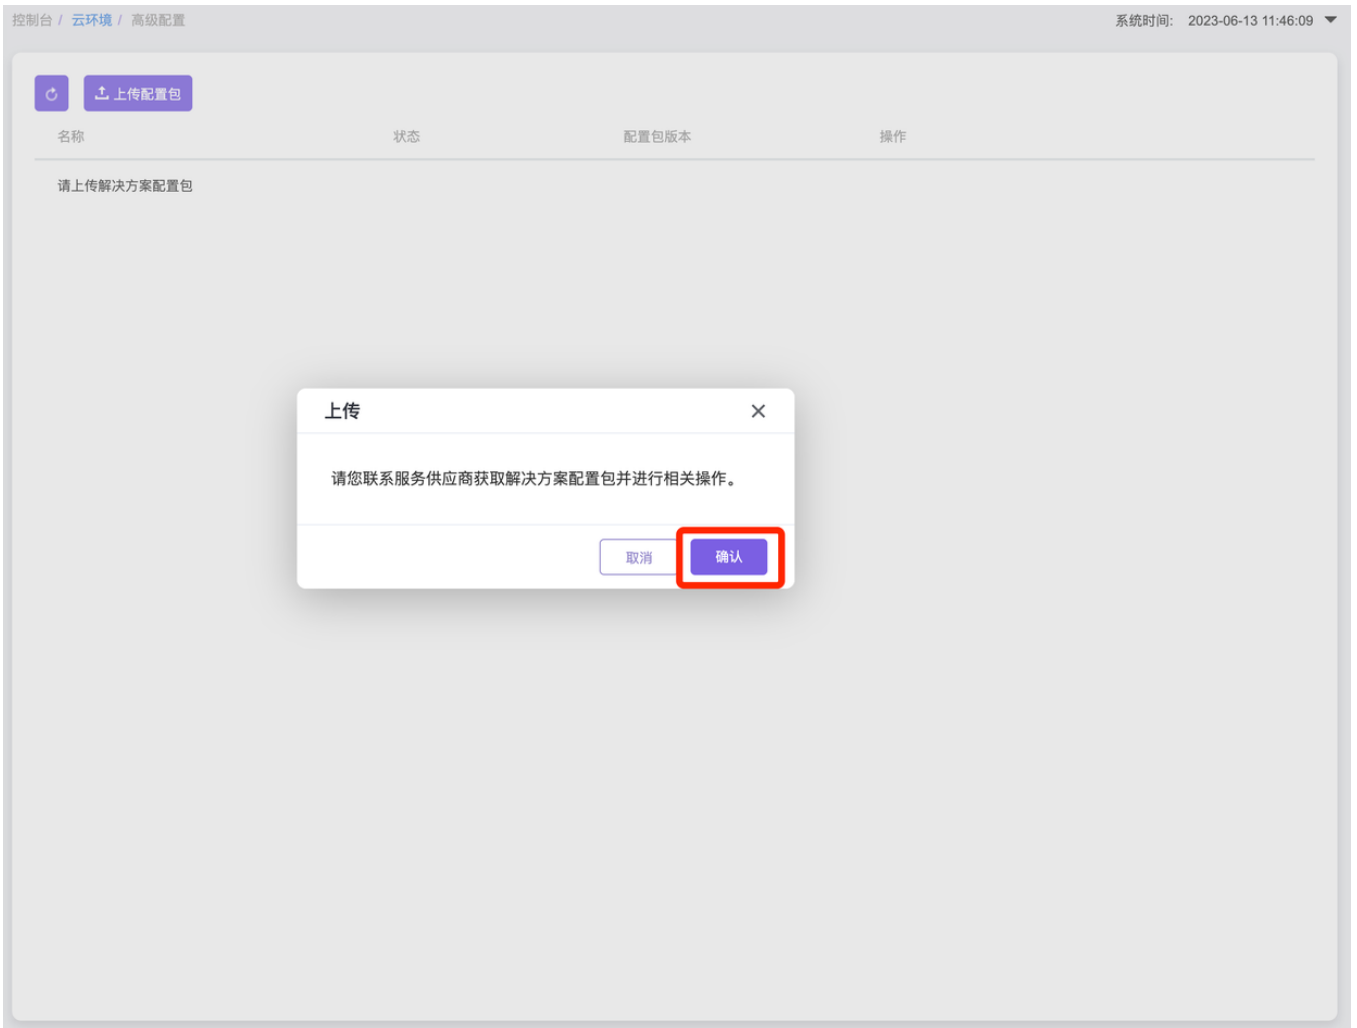 控制台 / 云环境 / 高级配置
系统时间: 2023-06-13 11:46:09
上传配置包
名称 状态 配置包版本 操作
请上传解决方案配置包
上传
请您联系服务供应商获取解决方案配置包并进行相关操作。
取消 确认